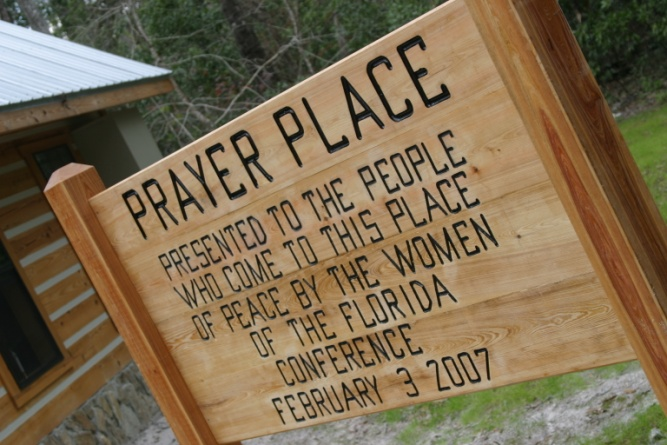 PRAYER PLACE
PRESENTED TO THE PEOPLE
WHO COME TO THIS PLACE
OF PEACE BY THE WOMEN
OF THE FLORIDA
CONFERENCE
FEBRUARY 3 2007